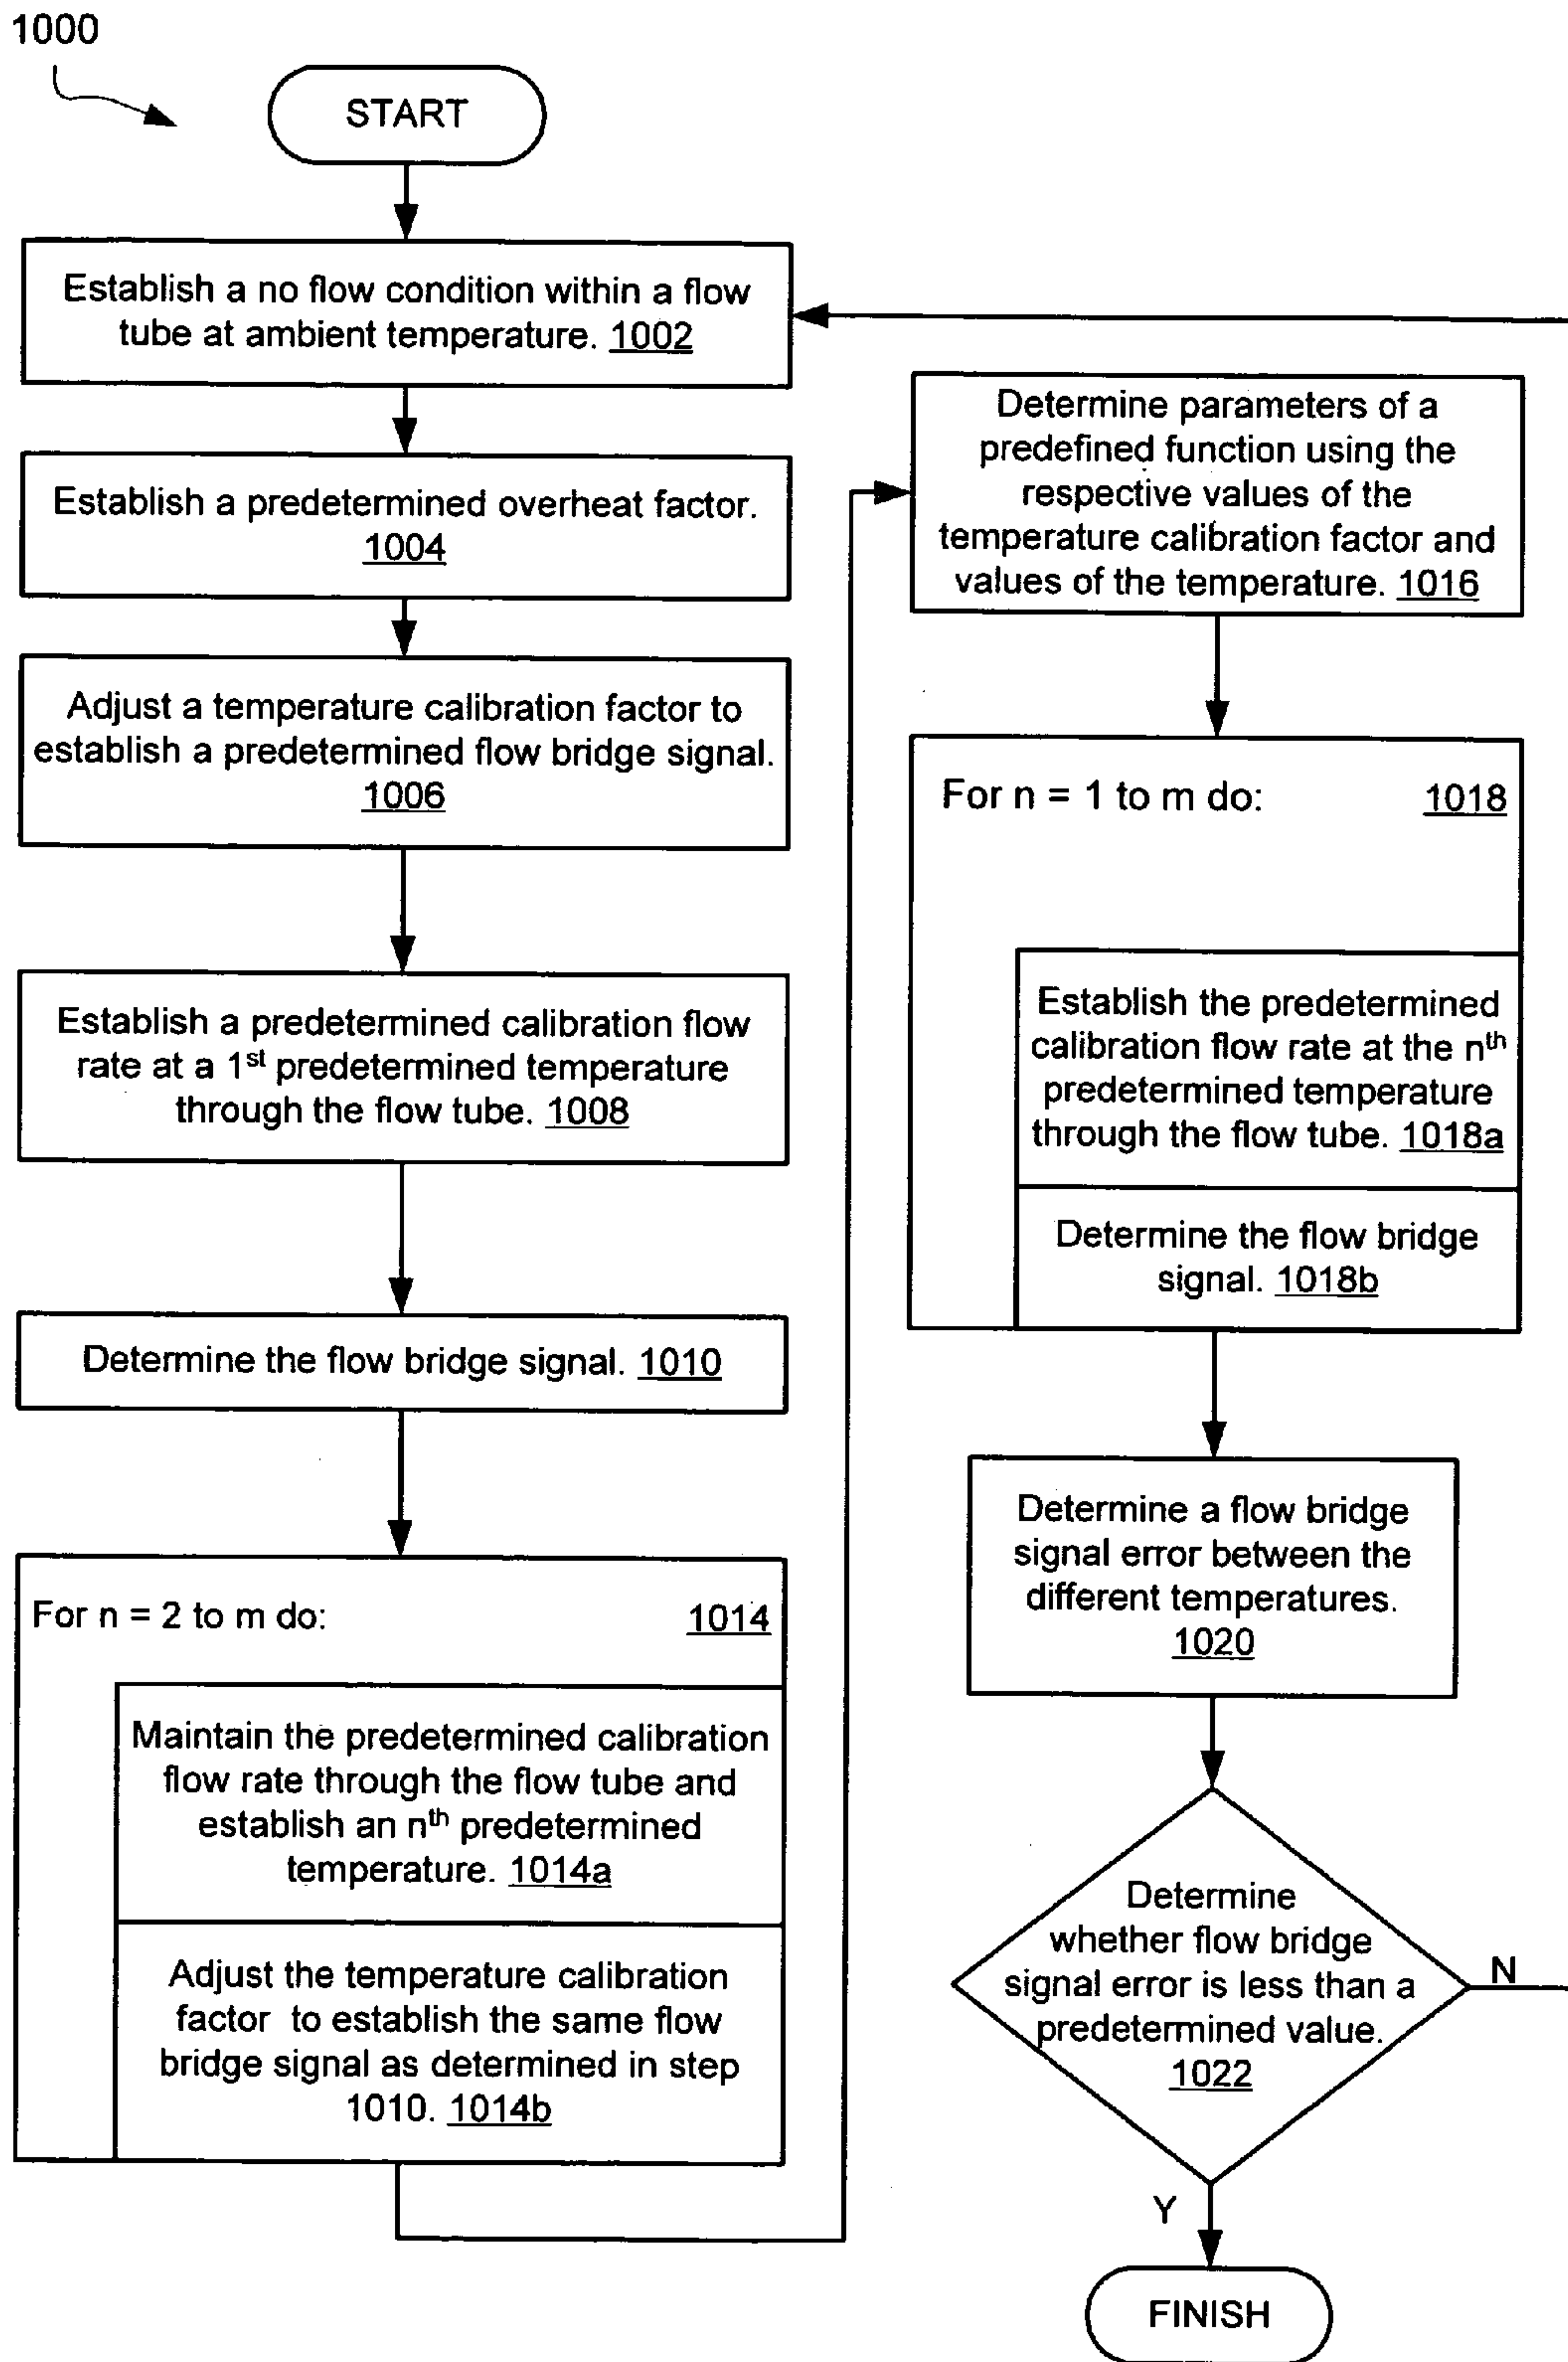 1000
START
Establish a no flow condition within a flow
tube at ambient temperature. 1002
Establish a predetermined overheat factor.
1004
Adjust a temperature calibration factor to
establish a predetermined flow bridge signal.
1006
Establish a predetermined calibration flow
rate at a 1st predetermined temperature
through the flow tube. 1008
Determine the flow bridge signal. 1010
For n = 2 to m do: 1014
Maintain the predetermined calibration
flow rate through the flow tube and
establish an nth predetermined
temperature. 1014a
Adjust the temperature calibration
factor to establish the same flow
bridge signal as determined in step
1010. 1014b
Determine parameters of a
predefined function using the
respective values of the
temperature calibration factor and
values of the temperature. 1016
For n = 1 to m do: 1018
Establish the predetermined
calibration flow rate at the nth
predetermined temperature
through the flow tube. 1018a
Determine the flow bridge
signal. 1018b
Determine a flow bridge
signal error between the
different temperatures.
1020
Determine
whether flow bridge
signal error is less than a
predetermined value.
1022
N
Y
FINISH